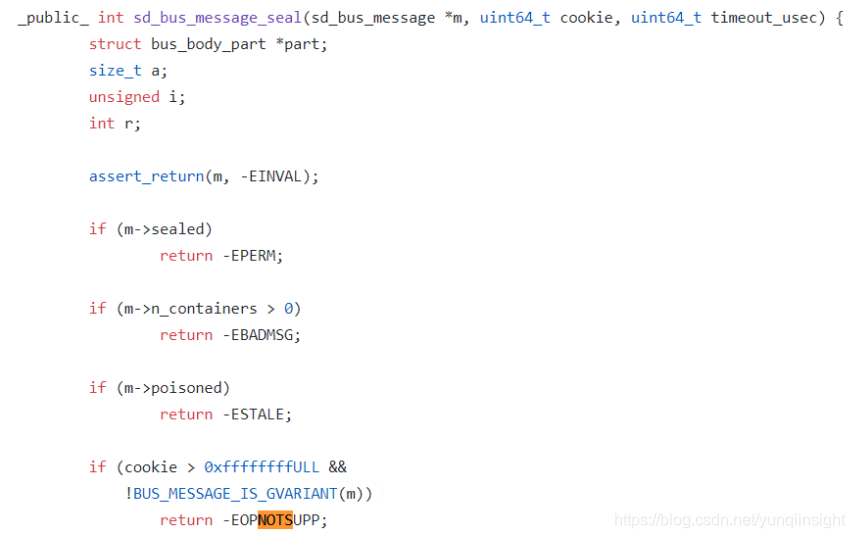 _public_ int sd_bus_message_seal(sd_bus_message *m, uint64_t cookie, uint64_t timeout_usec) {
struct bus_body_part *part;
size_t a;
unsigned i;
int r;
assert_return(m, -EINVAL);
if (m->sealed)
return -EPERM;
if (m->n_containers > 0)
return -EBADMSG;
if (m->poisoned)
return -ESTALE;
if (cookie > 0xffffffffULL &&
!BUS_MESSAGE_IS_GVARIANT(m))
return -EOPNOTSUPP;
https://blog.csdn.net/yunqiinsight